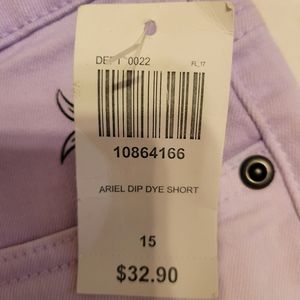 DEPT 0022
FL_17
10864166
ARIEL DIP DYE SHORT
15
$32.90